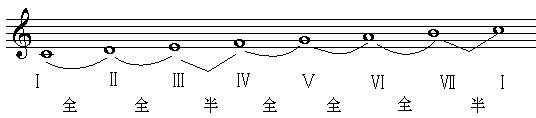 Ⅰ Ⅱ Ⅲ Ⅳ Ⅴ Ⅵ Ⅶ Ⅰ
全 全 半 全 全 全 半